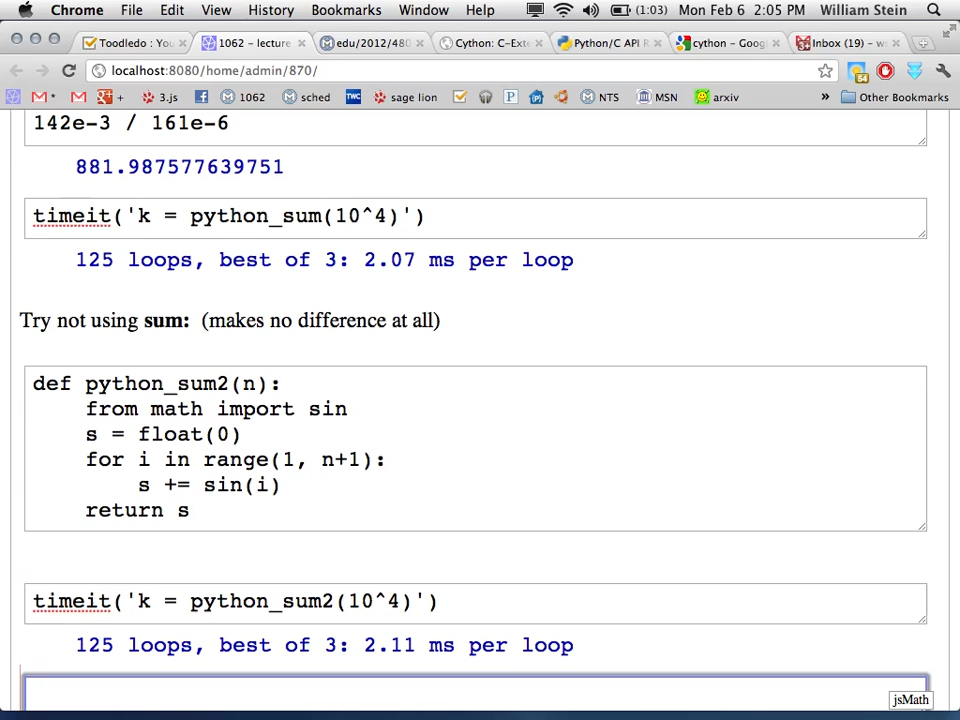 Chrome File Edit View History Bookmarks Window Help (1:03) Mon Feb 6 2:05 PM William Stein
Toodledo : You 1062 - lecture edu/2012/480 Cython: C-Exte Python/C API R cython - Goog Inbox (19) - w
localhost:8080/home/admin/870/
+ 3.js 1062 sched TWC sage lion NTS MSN arxiv » Other Bookmarks
142e-3 / 161e-6
881.987577639751
timeit('k = python_sum(10^4)')
125 loops, best of 3: 2.07 ms per loop
Try not using sum: (makes no difference at all)
def python_sum2(n):
    from math import sin
    s = float(0)
    for i in range(1, n+1):
        s += sin(i)
    return s
timeit('k = python_sum2(10^4)')
125 loops, best of 3: 2.11 ms per loop
jsMath